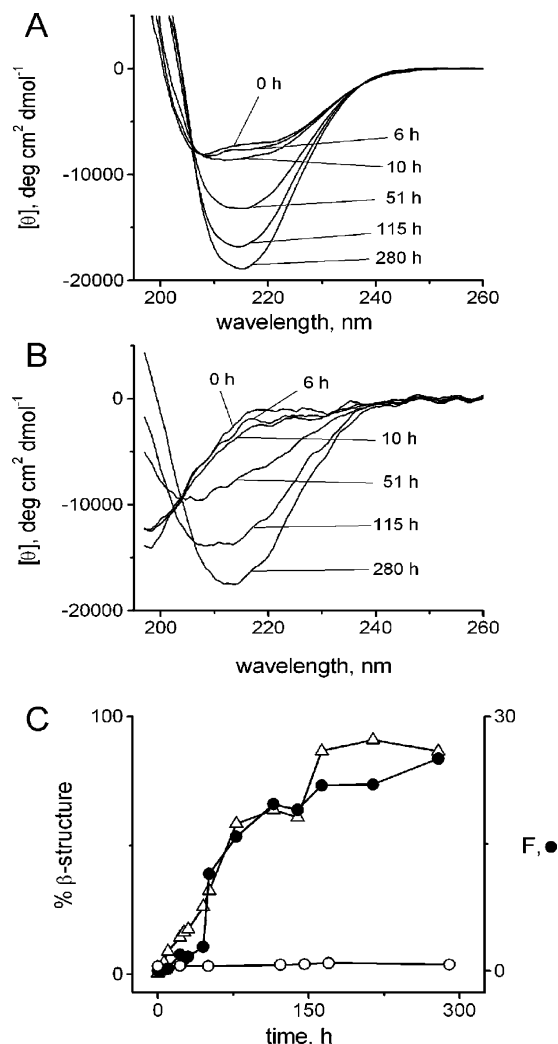 A
[θ], deg cm² dmol⁻¹
0
-10000
-20000
0 h
6 h
10 h
51 h
115 h
280 h
200 220 240 260
wavelength, nm
B
[θ], deg cm² dmol⁻¹
0
-10000
-20000
0 h
6 h
10 h
51 h
115 h
280 h
200 220 240 260
wavelength, nm
C
% β-structure
100
50
0
30
F, ●
0
0 150 300
time, h